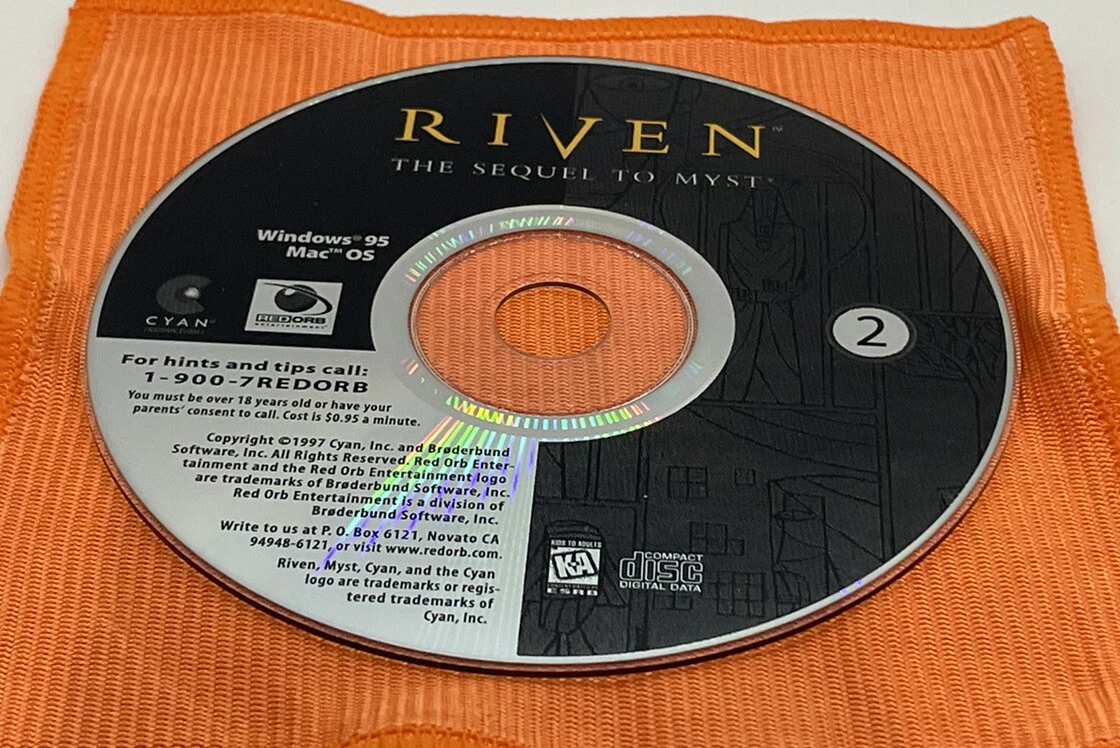 RIVEN™
THE SEQUEL TO MYST
Windows® 95
Mac™ OS
CYAN
RED ORB
entertainment
2
For hints and tips call:
1-900-7REDORB
You must be over 18 years old or have your
parents' consent to call. Cost is $0.95 a minute.
Copyright ©1997 Cyan, Inc. and Brøderbund
Software, Inc. All Rights Reserved. Red Orb Enter-
tainment and the Red Orb Entertainment logo
are trademarks of Brøderbund Software, Inc.
Red Orb Entertainment is a division of
Brøderbund Software, Inc.
Write to us at P. O. Box 6121, Novato CA
94948-6121, or visit www.redorb.com.
Riven, Myst, Cyan, and the Cyan
logo are trademarks or regis-
tered trademarks of
Cyan, Inc.
KIDS TO ADULTS
K-A
ESRB
COMPACT
disc
DIGITAL DATA